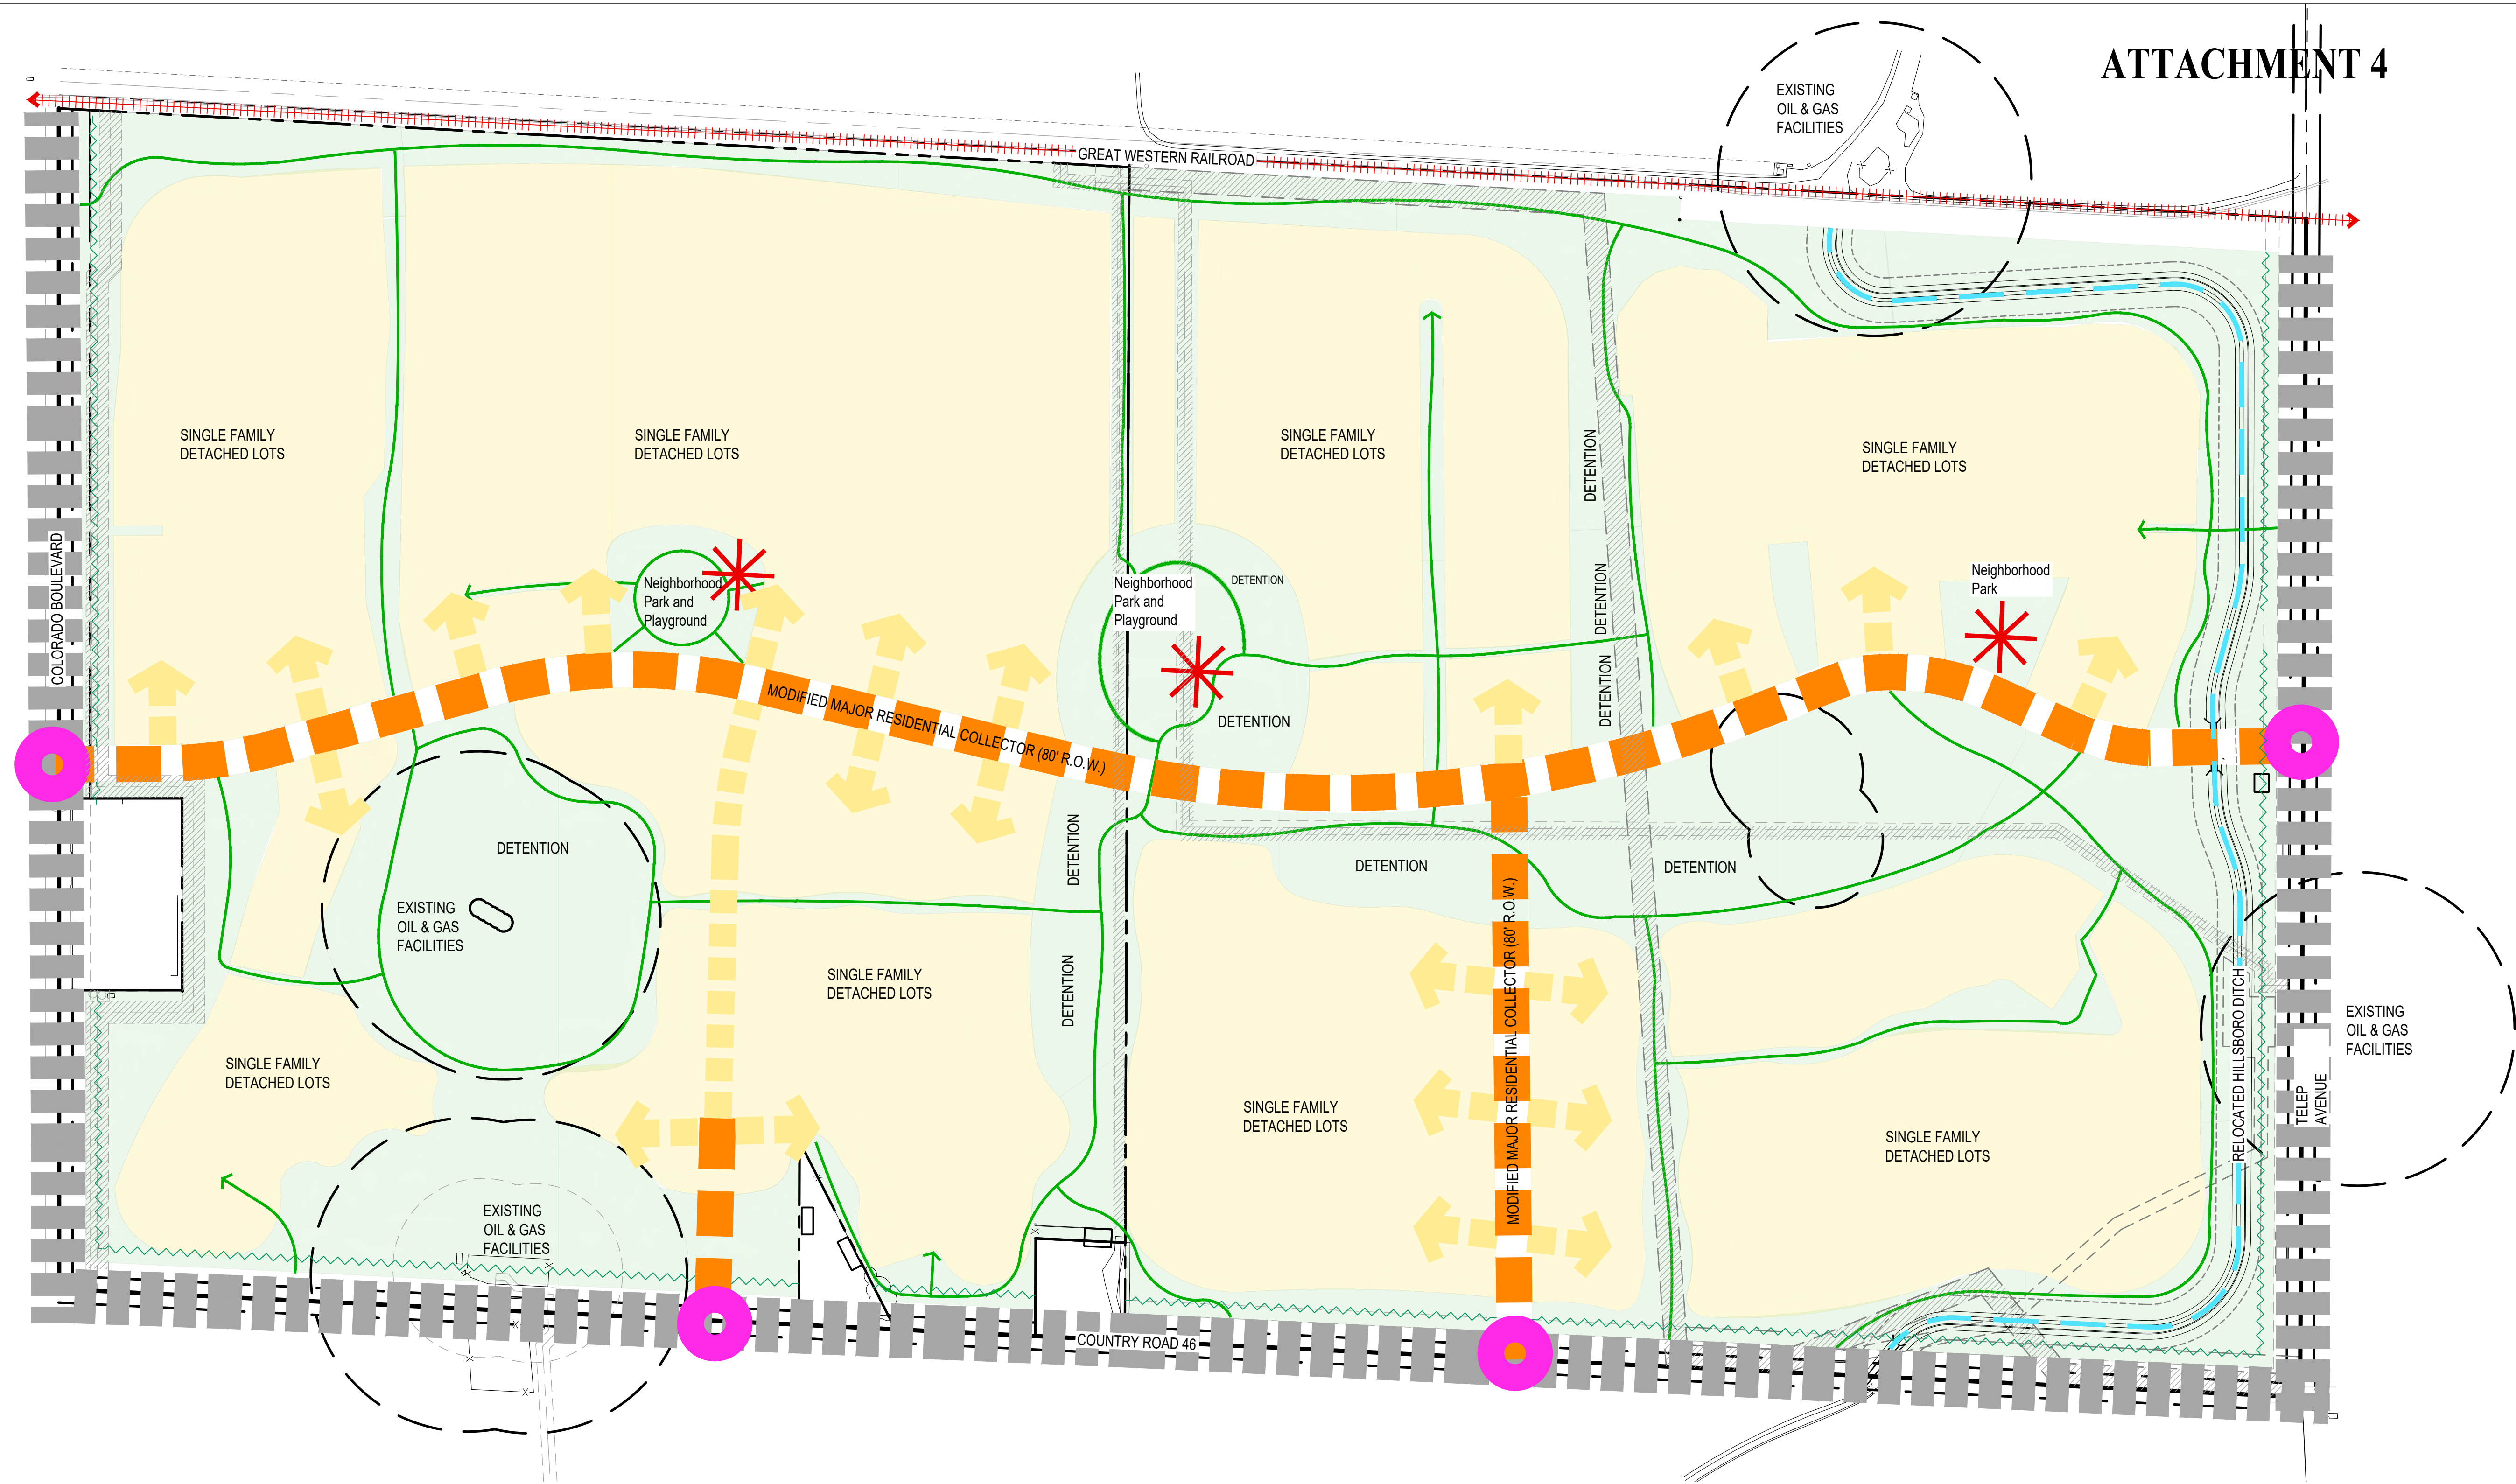 ATTACHMENT 4
EXISTING
OIL & GAS
FACILITIES
GREAT WESTERN RAILROAD
SINGLE FAMILY
DETACHED LOTS
SINGLE FAMILY
DETACHED LOTS
SINGLE FAMILY
DETACHED LOTS
SINGLE FAMILY
DETACHED LOTS
DETENTION
COLORADO BOULEVARD
Neighborhood
Park and
Playground
Neighborhood
Park and
Playground
DETENTION
DETENTION
Neighborhood
Park
MODIFIED MAJOR RESIDENTIAL COLLECTOR (80' R.O.W.)
DETENTION
DETENTION
DETENTION
DETENTION
DETENTION
DETENTION
EXISTING
OIL & GAS
FACILITIES
SINGLE FAMILY
DETACHED LOTS
DETENTION
DETENTION
MODIFIED MAJOR RESIDENTIAL COLLECTOR (80' R.O.W.)
RELOCATED HILLSBORO DITCH
EXISTING
OIL & GAS
FACILITIES
SINGLE FAMILY
DETACHED LOTS
TELEP
AVENUE
SINGLE FAMILY
DETACHED LOTS
SINGLE FAMILY
DETACHED LOTS
EXISTING
OIL & GAS
FACILITIES
COUNTRY ROAD 46